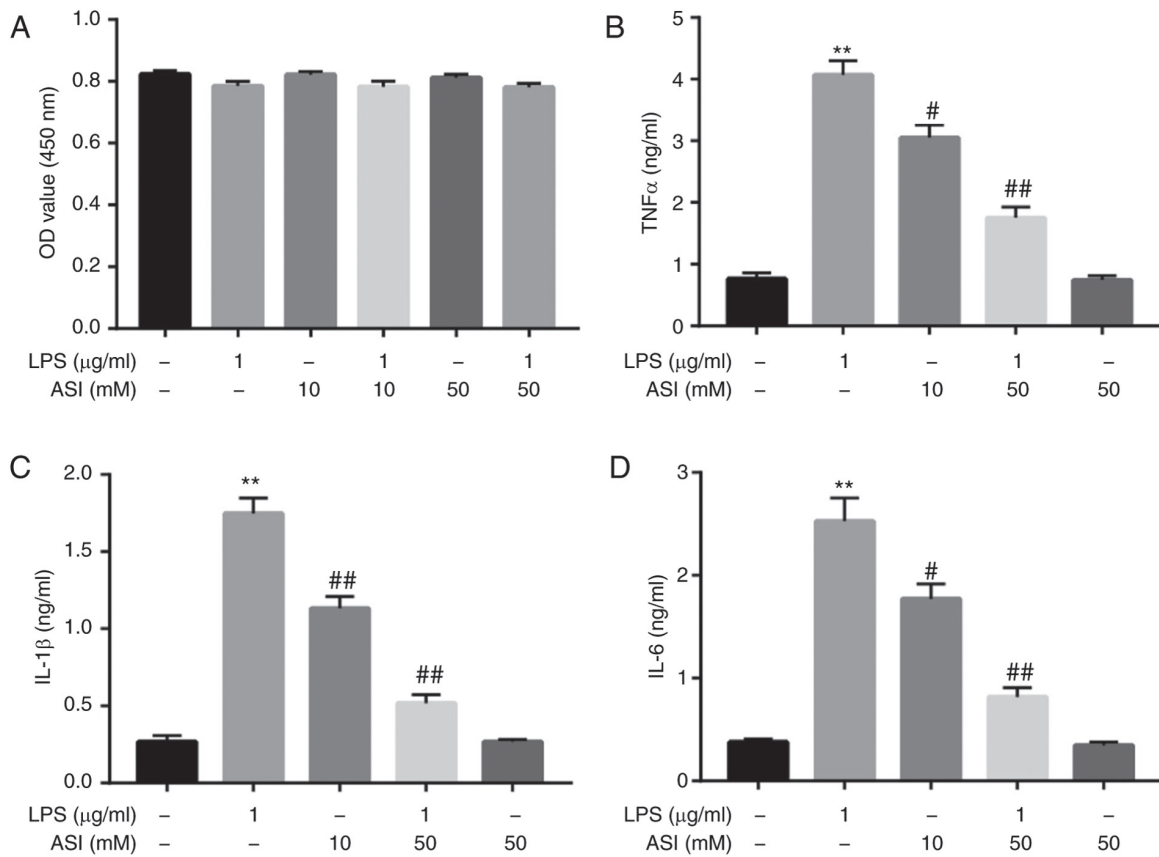 A
OD value (450 nm)
1.0
0.8
0.6
0.4
0.2
0.0
LPS (μg/ml) – 1 – 1 – 1
ASI (mM) – – 10 10 50 50
B
TNFα (ng/ml)
5
4
3
2
1
0
**
#
##
LPS (μg/ml) – 1 – 1 –
ASI (mM) – – 10 50 50
C
IL-1β (ng/ml)
2.0
1.5
1.0
0.5
0.0
**
##
##
LPS (μg/ml) – 1 – 1 –
ASI (mM) – – 10 50 50
D
IL-6 (ng/ml)
3
2
1
0
**
#
##
LPS (μg/ml) – 1 – 1 –
ASI (mM) – – 10 50 50